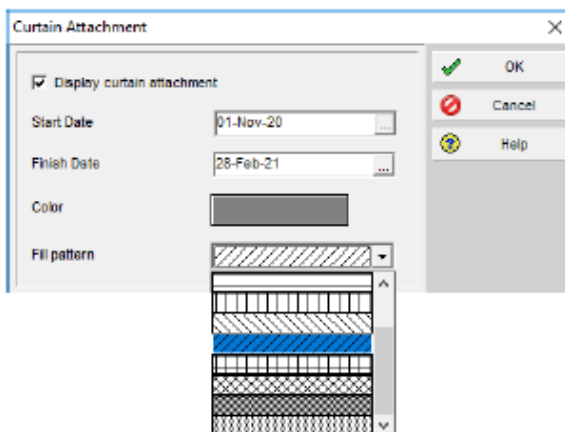 Curtain Attachment
OK
Display curtain attachment
Cancel
Start Date 01-Nov-20 ...
Help
Finish Date 28-Feb-21 ...
Color
Fill pattern